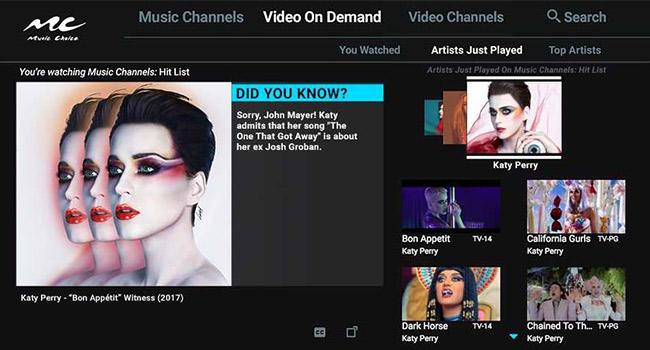 MC
Music Choice
Music Channels
Video On Demand
Video Channels
Search
You Watched
Artists Just Played
Top Artists
You're watching Music Channels: Hit List
Artists Just Played On Music Channels: Hit List
DID YOU KNOW?
Sorry, John Mayer! Katy
admits that her song "The
One That Got Away" is about
her ex Josh Groban.
Katy Perry
Bon Appetit TV-14
Katy Perry
California Gurls TV-PG
Katy Perry
Dark Horse TV-14
Katy Perry
Chained To Th... TV-PG
Katy Perry
Katy Perry - "Bon Appétit" Witness (2017)
CC